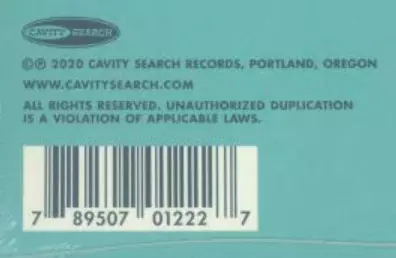 CAVITY SEARCH
©℗ 2020 CAVITY SEARCH RECORDS, PORTLAND, OREGON
WWW.CAVITYSEARCH.COM
ALL RIGHTS RESERVED. UNAUTHORIZED DUPLICATION
IS A VIOLATION OF APPLICABLE LAWS.
7 89507 01222 7